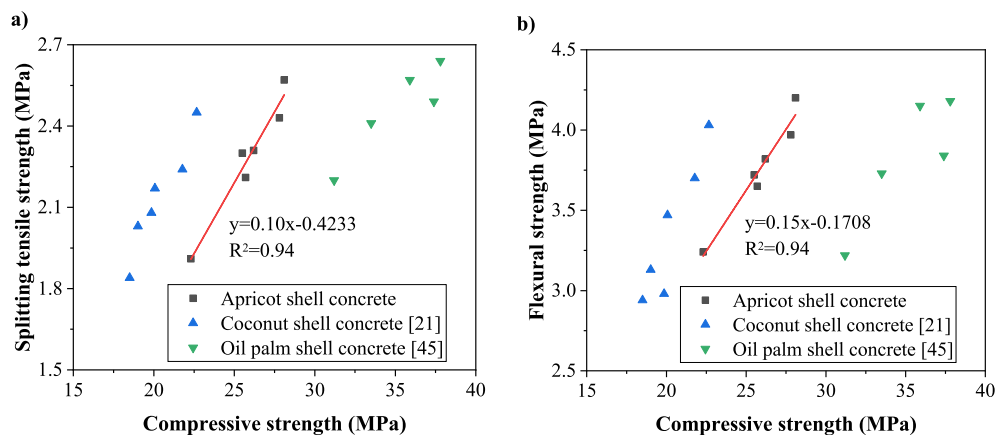 a)
Splitting tensile strength (MPa)
2.7
2.4
2.1
1.8
1.5
y=0.10x-0.4233
R²=0.94
Apricot shell concrete
Coconut shell concrete [21]
Oil palm shell concrete [45]
15 20 25 30 35 40
Compressive strength (MPa)
b)
Flexural strength (MPa)
4.5
4.0
3.5
3.0
2.5
y=0.15x-0.1708
R²=0.94
Apricot shell concrete
Coconut shell concrete [21]
Oil palm shell concrete [45]
15 20 25 30 35 40
Compressive strength (MPa)